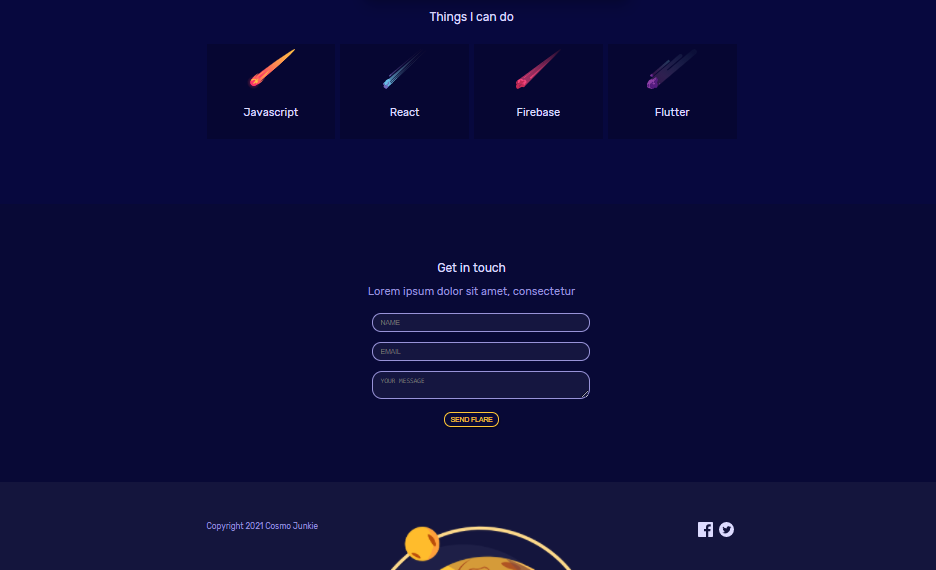 Things I can do
Javascript
React
Firebase
Flutter
Get in touch
Lorem ipsum dolor sit amet, consectetur
NAME
EMAIL
YOUR MESSAGE
SEND FLARE
Copyright 2021 Cosmo Junkie